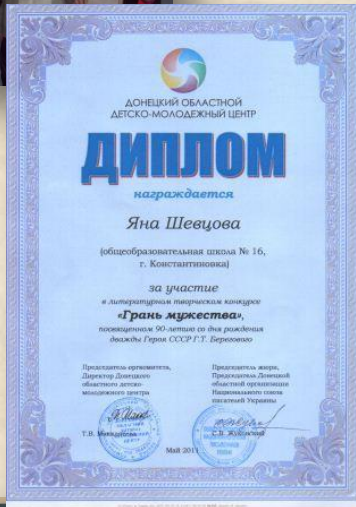 ДОНЕЦКИЙ ОБЛАСТНОЙ
ДЕТСКО-МОЛОДЕЖНЫЙ ЦЕНТР
ДИПЛОМ
награждается
Яна Шевцова
(общеобразовательная школа № 16,
г. Константиновка)
за участие
в литературном творческом конкурсе
«Грань мужества»,
посвященном 90-летию со дня рождения
дважды Героя СССР Г.Т. Берегового
Председатель оргкомитета,
Директор Донецкого
областного детско-
молодежного центра
Т.В.
Председатель жюри,
Председатель Донецкой
областной организации
Национального союза
писателей Украины
С.В.
Май 2011